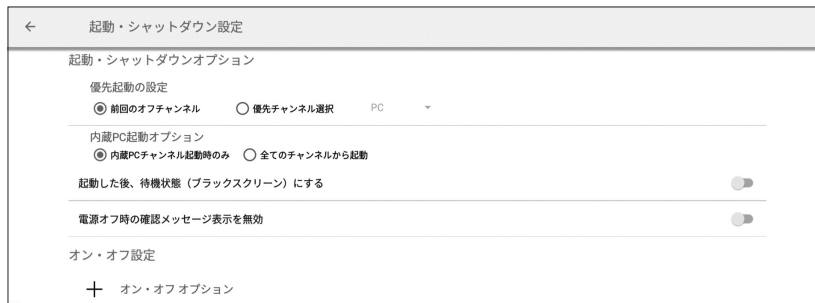 起動・シャットダウン設定
起動・シャットダウンオプション
優先起動の設定
前回のオフチャンネル 優先チャンネル選択 PC
内蔵PC起動オプション
内蔵PCチャンネル起動時のみ 全てのチャンネルから起動
起動した後、待機状態（ブラックスクリーン）にする
電源オフ時の確認メッセージ表示を無効
オン・オフ設定
オン・オフ オプション